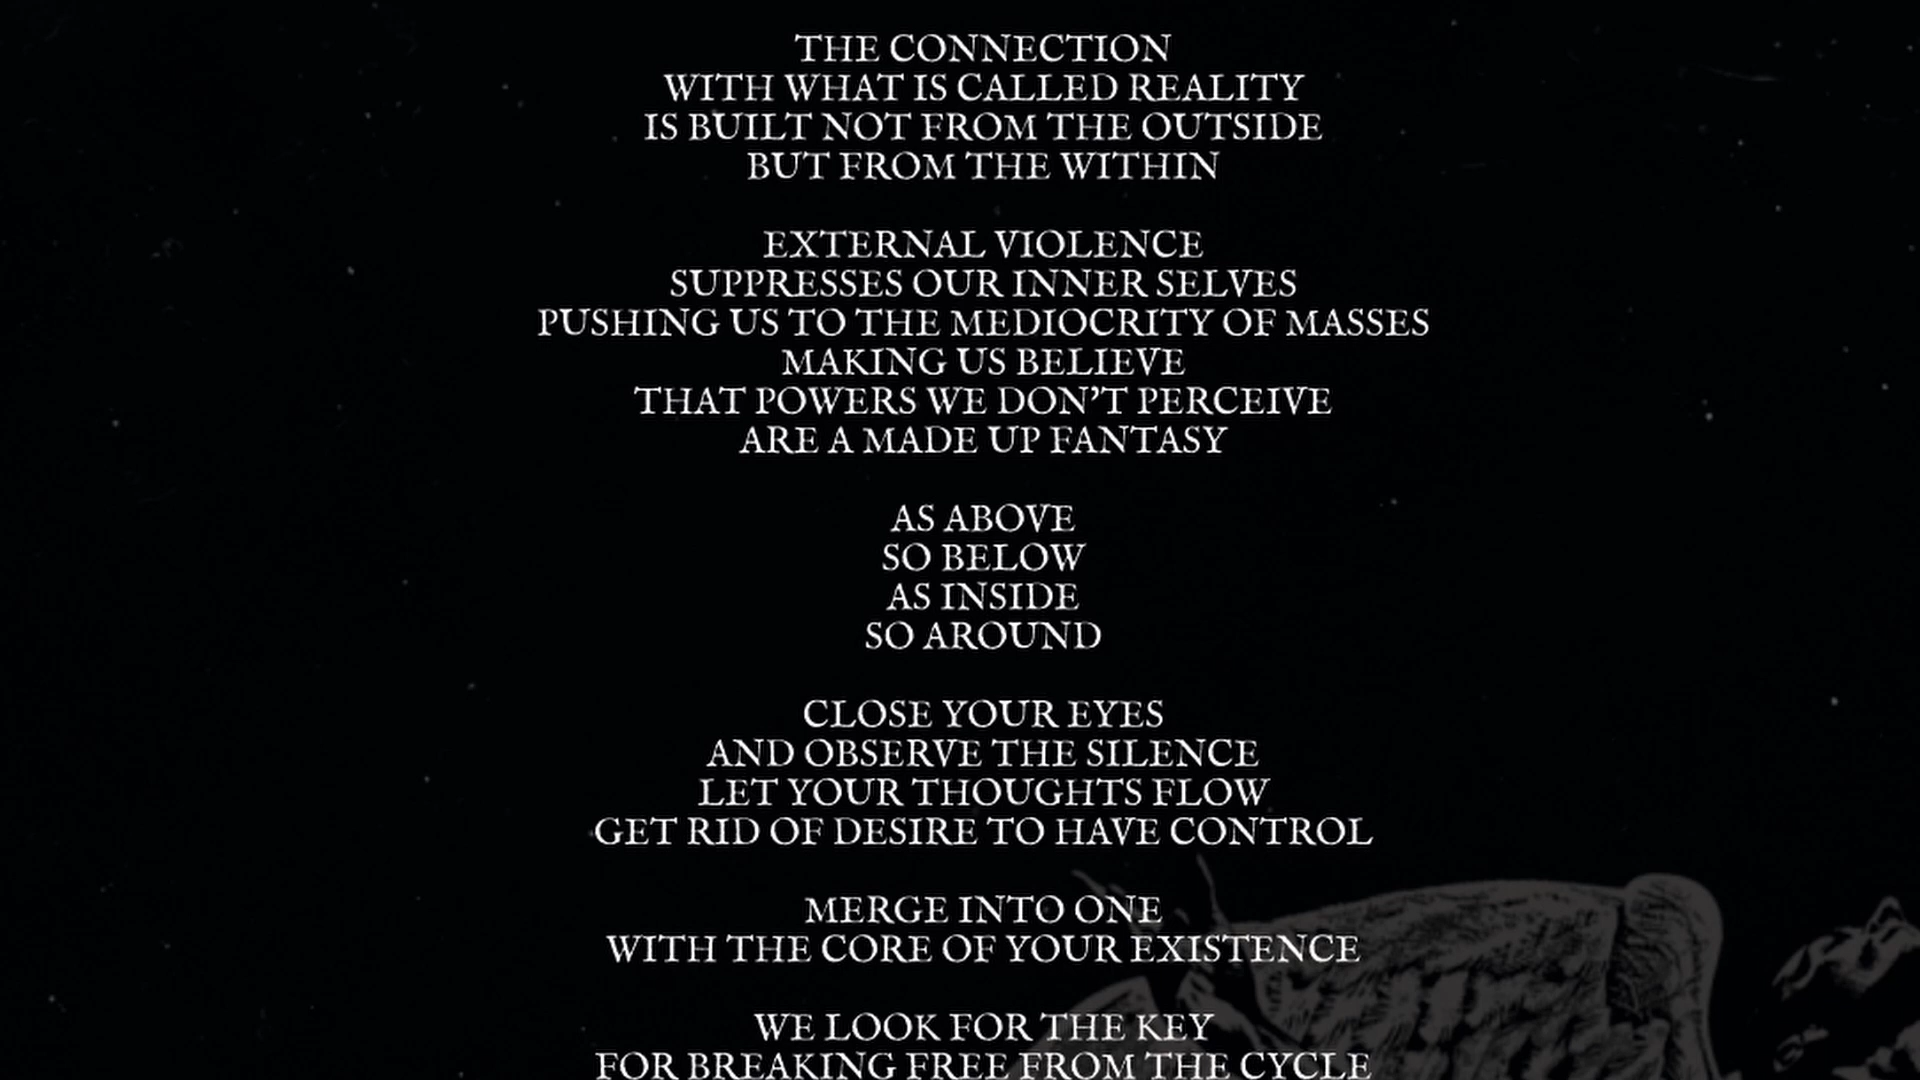 THE CONNECTION
WITH WHAT IS CALLED REALITY
IS BUILT NOT FROM THE OUTSIDE
BUT FROM THE WITHIN
EXTERNAL VIOLENCE
SUPPRESSES OUR INNER SELVES
PUSHING US TO THE MEDIOCRITY OF MASSES
MAKING US BELIEVE
THAT POWERS WE DON’T PERCEIVE
ARE A MADE UP FANTASY
AS ABOVE
SO BELOW
AS INSIDE
SO AROUND
CLOSE YOUR EYES
AND OBSERVE THE SILENCE
LET YOUR THOUGHTS FLOW
GET RID OF DESIRE TO HAVE CONTROL
MERGE INTO ONE
WITH THE CORE OF YOUR EXISTENCE
WE LOOK FOR THE KEY
FOR BREAKING FREE FROM THE CYCLE